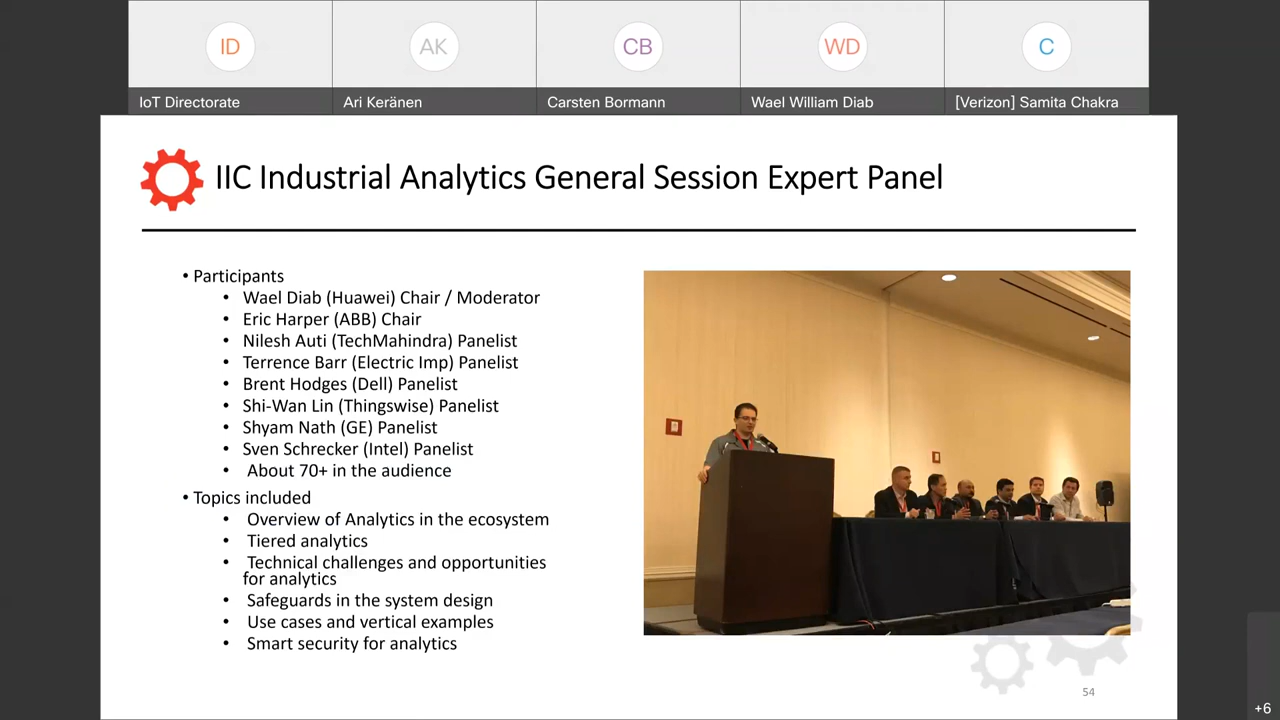 ID
AK
CB
WD
C
IoT Directorate
Ari Keränen
Carsten Bormann
Wael William Diab
[Verizon] Samita Chakra
IIC Industrial Analytics General Session Expert Panel
• Participants
• Wael Diab (Huawei) Chair / Moderator
• Eric Harper (ABB) Chair
• Nilesh Auti (TechMahindra) Panelist
• Terrence Barr (Electric Imp) Panelist
• Brent Hodges (Dell) Panelist
• Shi-Wan Lin (Thingswise) Panelist
• Shyam Nath (GE) Panelist
• Sven Schrecker (Intel) Panelist
• About 70+ in the audience
• Topics included
• Overview of Analytics in the ecosystem
• Tiered analytics
• Technical challenges and opportunities
for analytics
• Safeguards in the system design
• Use cases and vertical examples
• Smart security for analytics
54
+6